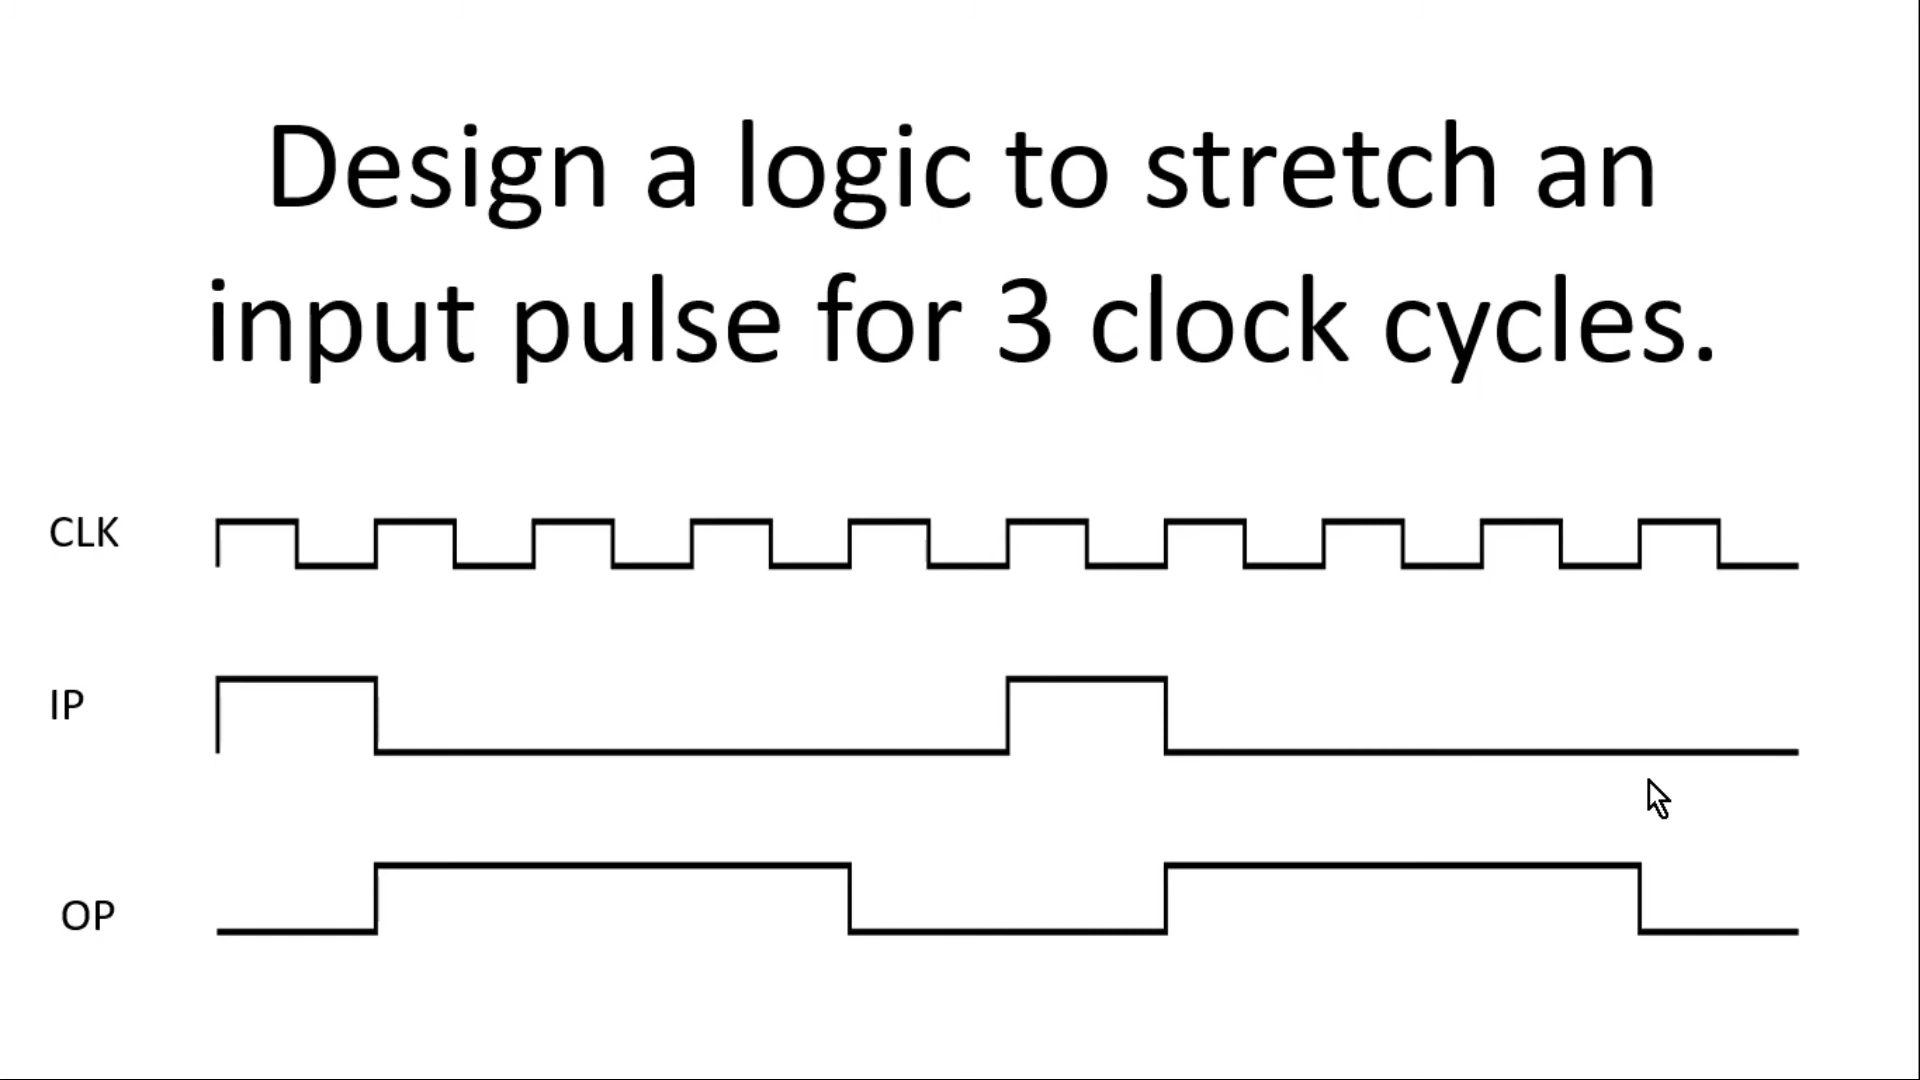 Design a logic to stretch an
input pulse for 3 clock cycles.
CLK
IP
OP